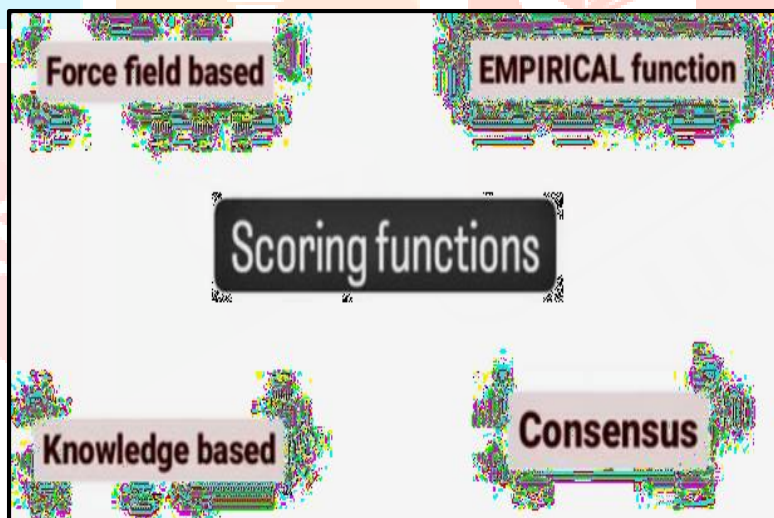 Force field based
EMPIRICAL function
Scoring functions
Knowledge based
Consensus